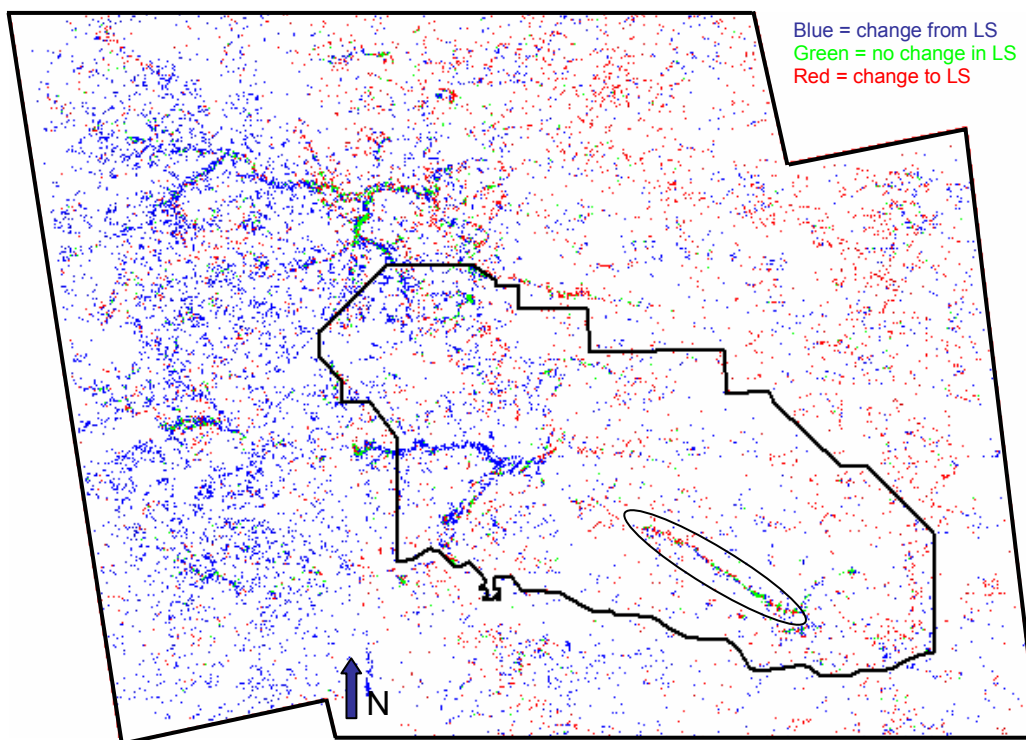 Blue = change from LS
Green = no change in LS
Red = change to LS
N